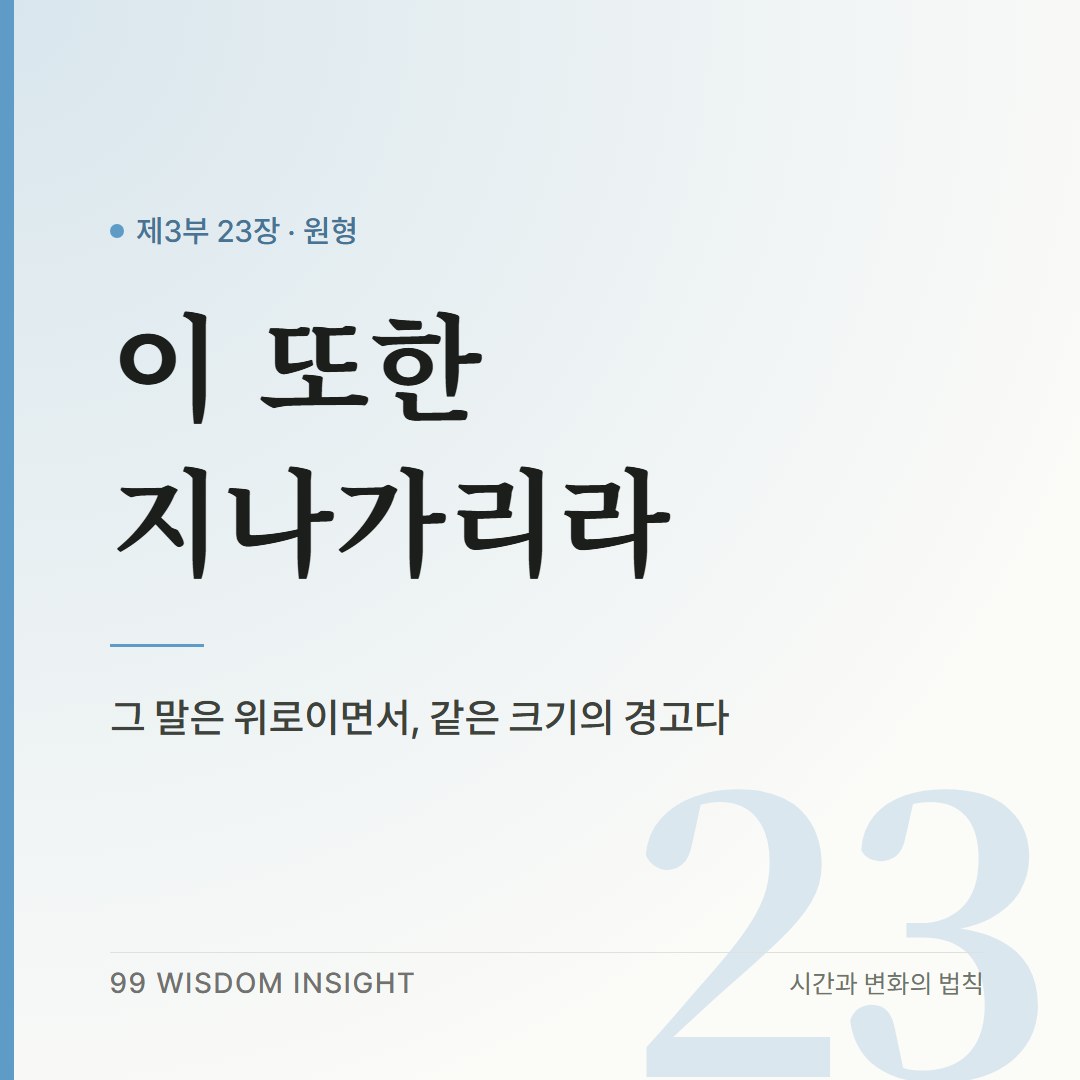 제3부 23장 · 원형
이 또한
지나가리라
그 말은 위로이면서, 같은 크기의 경고다
23
99 WISDOM INSIGHT
시간과 변화의 법칙